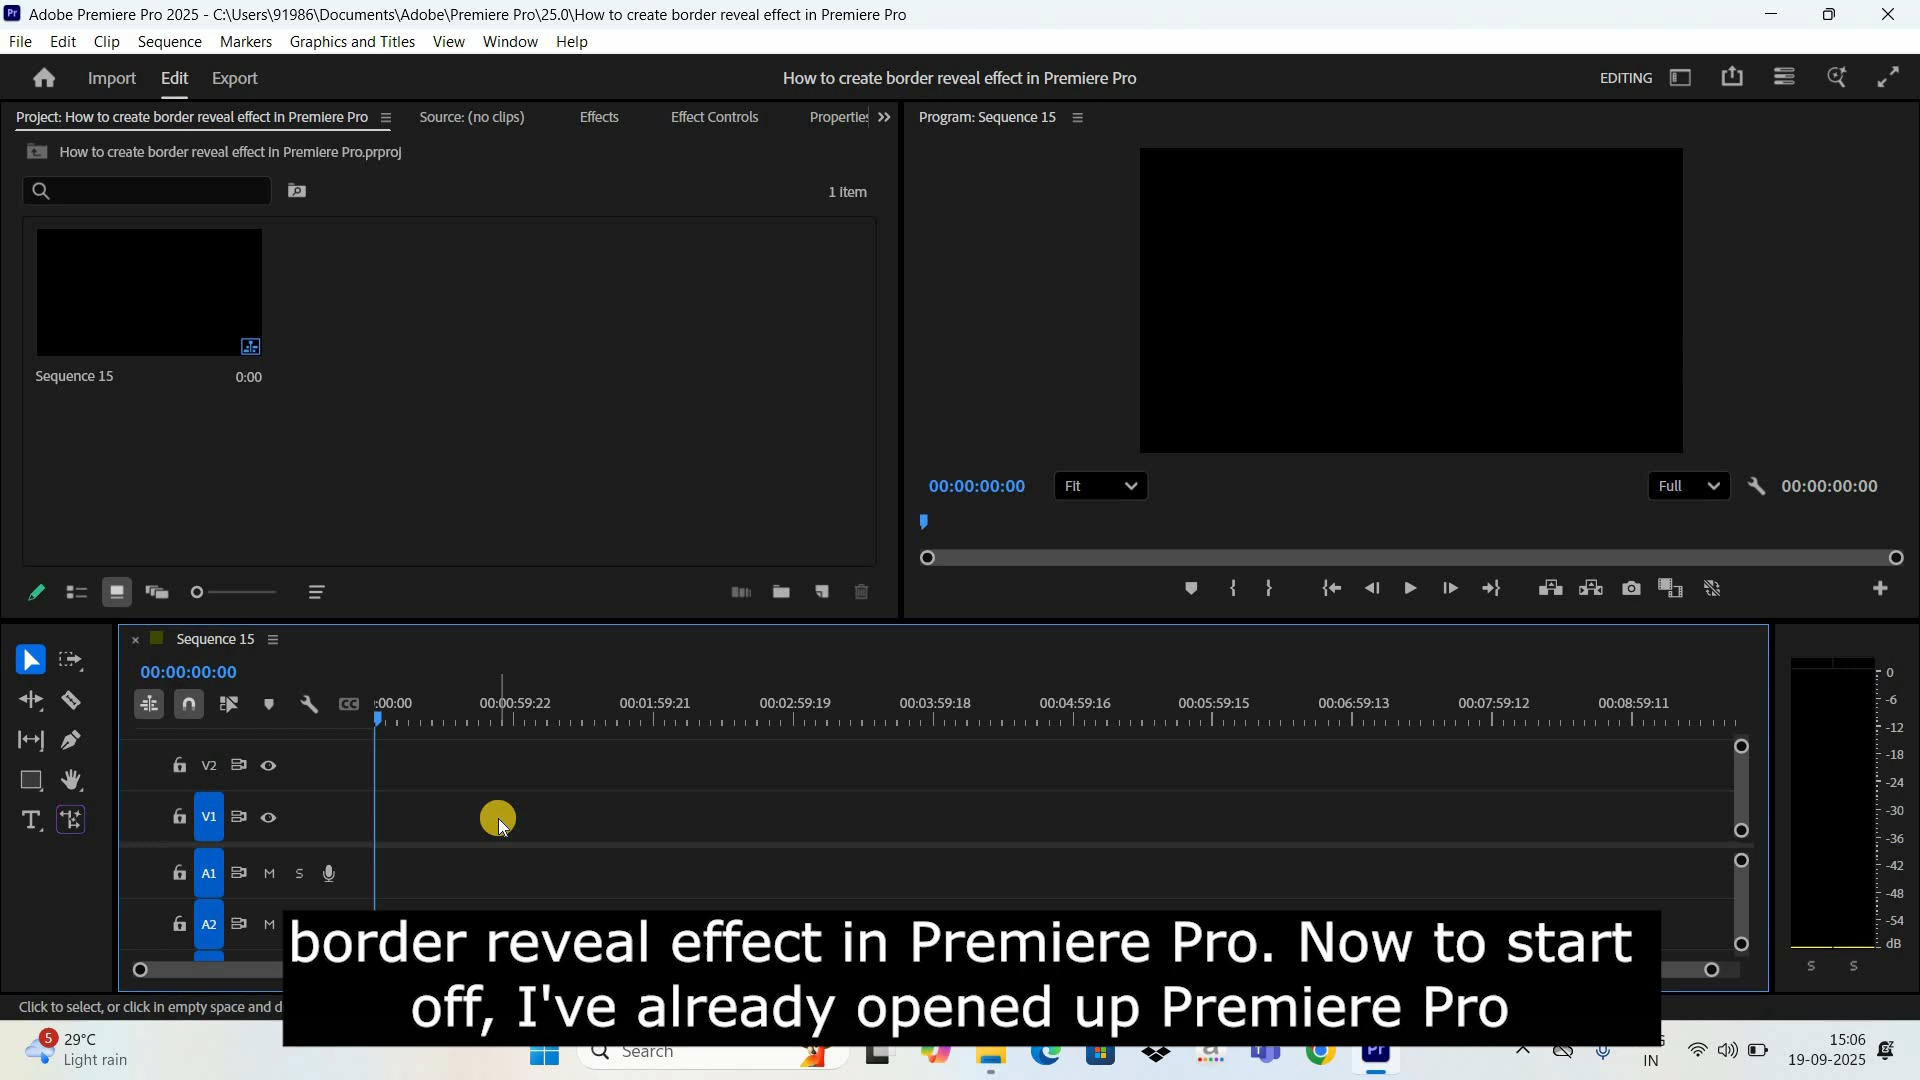 Adobe Premiere Pro 2025 - C:\Users\91986\Documents\Adobe\Premiere Pro\25.0\How to create border reveal effect in Premiere Pro
File Edit Clip Sequence Markers Graphics and Titles View Window Help
Import Edit Export How to create border reveal effect in Premiere Pro EDITING
Project: How to create border reveal effect in Premiere Pro Source: (no clips) Effects Effect Controls Properties Program: Sequence 15
How to create border reveal effect in Premiere Pro.prproj
1 Item
Sequence 15 0:00
00:00:00:00 Fit Full 00:00:00:00
Sequence 15
00:00:00:00
:00:00 00:00:59:22 00:01:59:21 00:02:59:19 00:03:59:18 00:04:59:16 00:05:59:15 00:06:59:13 00:07:59:12 00:08:59:11
V2
V1
A1 M S
A2 M
0
-6
-12
-18
-24
-30
-36
-42
-48
-54
dB
S S
border reveal effect in Premiere Pro. Now to start
off, I've already opened up Premiere Pro
Click to select, or click in empty space and d
5 29°C
Light rain
Search
IN
15:06
19-09-2025